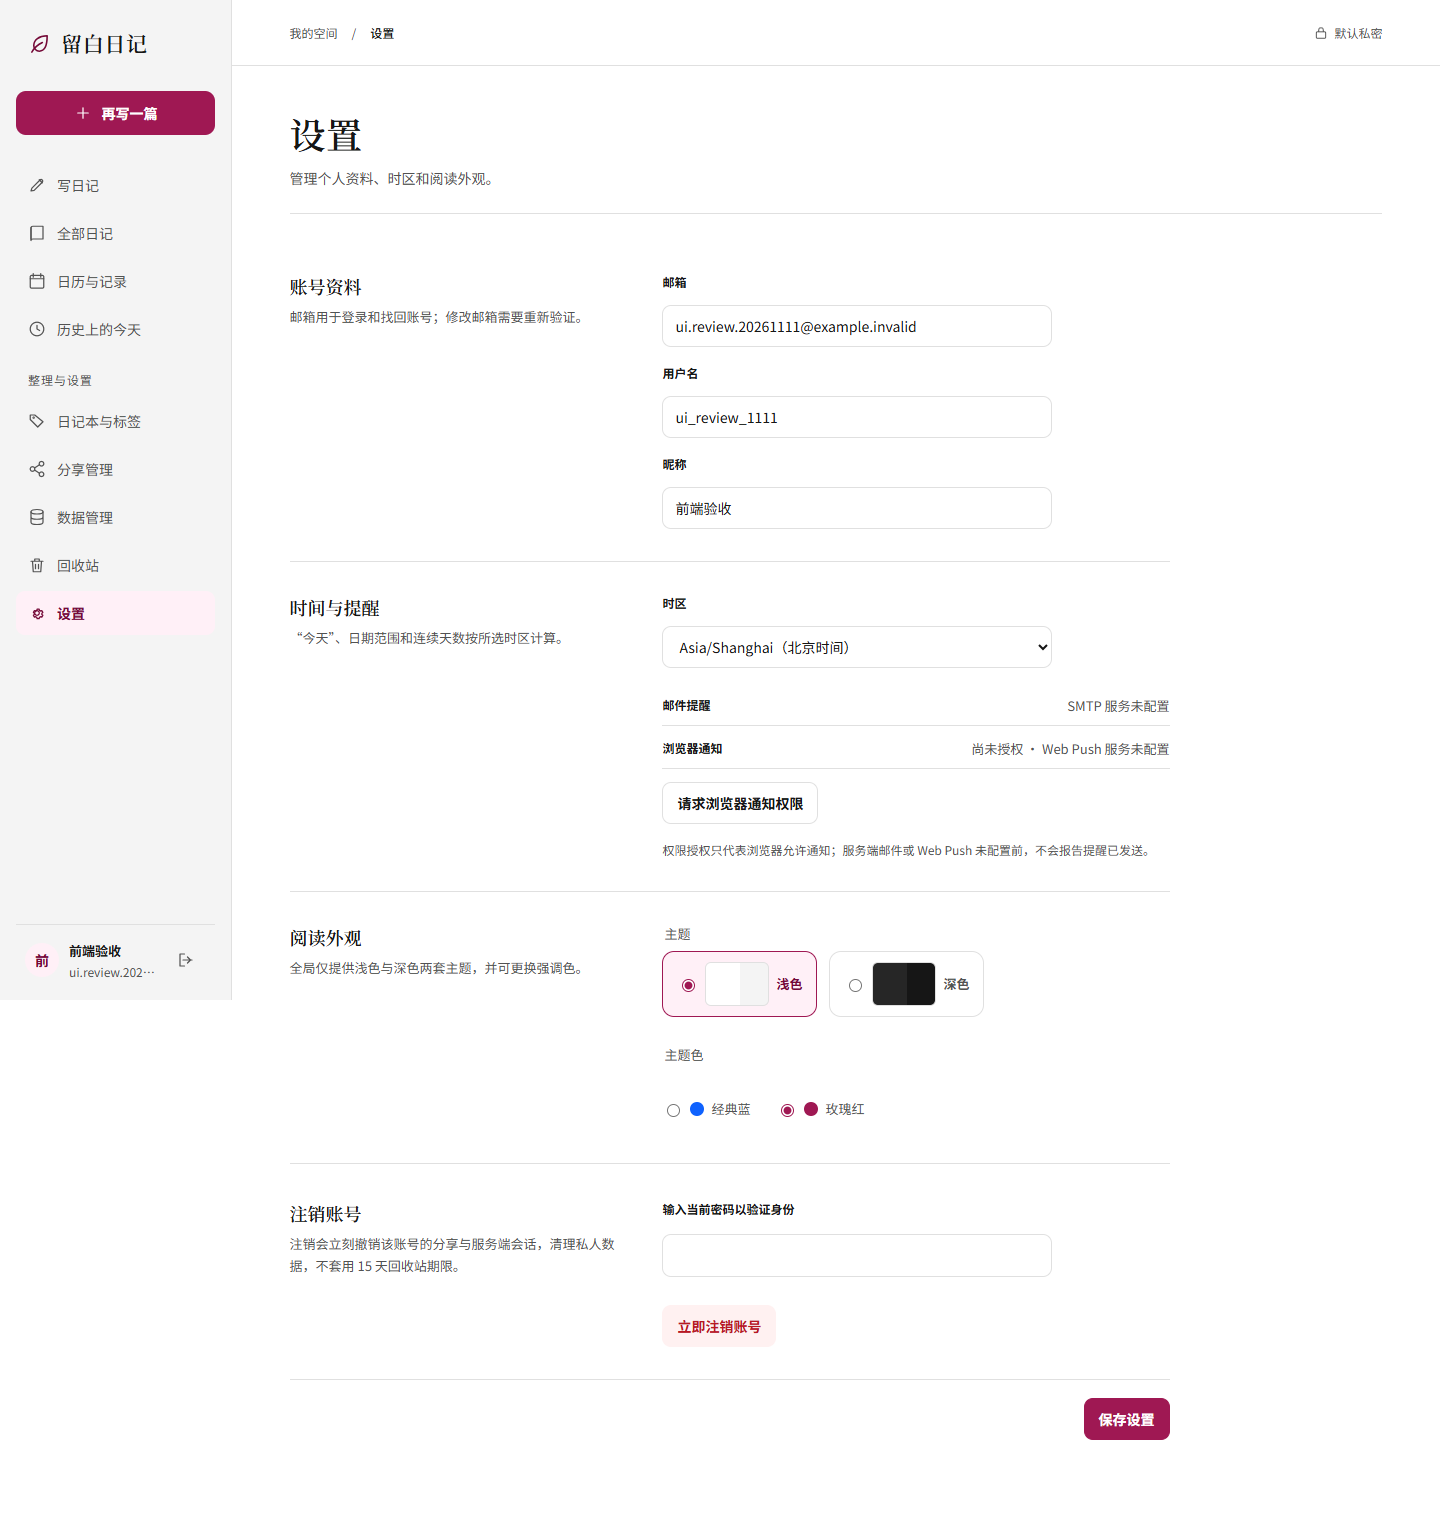 留白日记
再写一篇
写日记
全部日记
日历与记录
历史上的今天
整理与设置
日记本与标签
分享管理
数据管理
回收站
设置
前
前端验收
ui.review.202…
我的空间 / 设置
默认私密
设置
管理个人资料、时区和阅读外观。
账号资料
邮箱用于登录和找回账号；修改邮箱需要重新验证。
邮箱
ui.review.20261111@example.invalid
用户名
ui_review_1111
昵称
前端验收
时间与提醒
“今天”、日期范围和连续天数按所选时区计算。
时区
Asia/Shanghai（北京时间）
邮件提醒 SMTP 服务未配置
浏览器通知 尚未授权 · Web Push 服务未配置
请求浏览器通知权限
权限授权只代表浏览器允许通知；服务端邮件或 Web Push 未配置前，不会报告提醒已发送。
阅读外观
全局仅提供浅色与深色两套主题，并可更换强调色。
主题
浅色 深色
主题色
经典蓝 玫瑰红
注销账号
注销会立刻撤销该账号的分享与服务端会话，清理私人数
据，不套用 15 天回收站期限。
输入当前密码以验证身份
立即注销账号
保存设置